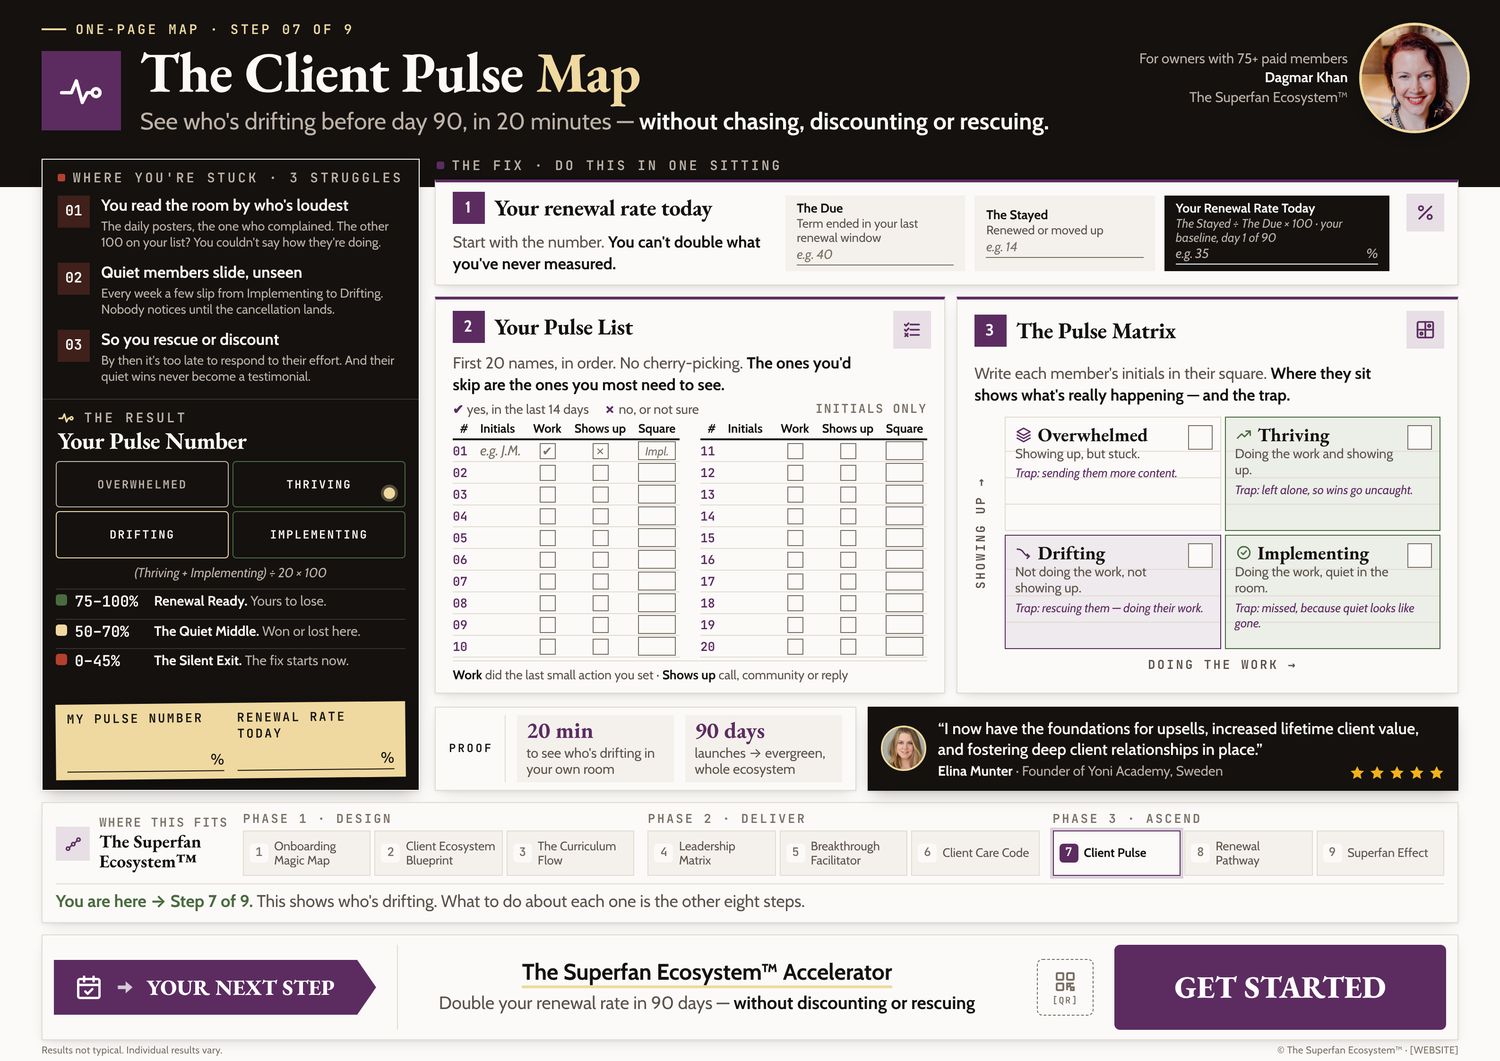 ONE-PAGE MAP · STEP 07 OF 9
The Client Pulse Map
See who's drifting before day 90, in 20 minutes — without chasing, discounting or rescuing.
For owners with 75+ paid members
Dagmar Khan
The Superfan Ecosystem™
WHERE YOU'RE STUCK · 3 STRUGGLES
01
You read the room by who's loudest
The daily posters, the one who complained. The other
100 on your list? You couldn't say how they're doing.
02
Quiet members slide, unseen
Every week a few slip from Implementing to Drifting.
Nobody notices until the cancellation lands.
03
So you rescue or discount
By then it's too late to respond to their effort. And their
quiet wins never become a testimonial.
THE RESULT
Your Pulse Number
OVERWHELMED
THRIVING
DRIFTING
IMPLEMENTING
(Thriving + Implementing) ÷ 20 × 100
75–100% Renewal Ready. Yours to lose.
50–70% The Quiet Middle. Won or lost here.
0–45% The Silent Exit. The fix starts now.
MY PULSE NUMBER
%
RENEWAL RATE
TODAY
%
THE FIX · DO THIS IN ONE SITTING
1
Your renewal rate today
Start with the number. You can't double what
you've never measured.
The Due
Term ended in your last
renewal window
e.g. 40
The Stayed
Renewed or moved up
e.g. 14
Your Renewal Rate Today
The Stayed ÷ The Due × 100 · your
baseline, day 1 of 90
e.g. 35 %
%
2
Your Pulse List
First 20 names, in order. No cherry-picking. The ones you'd
skip are the ones you most need to see.
✔ yes, in the last 14 days × no, or not sure
INITIALS ONLY
# Initials Work Shows up Square
01 e.g. J.M. ✔ × Impl.
02
03
04
05
06
07
08
09
10
# Initials Work Shows up Square
11
12
13
14
15
16
17
18
19
20
Work did the last small action you set · Shows up call, community or reply
3
The Pulse Matrix
Write each member's initials in their square. Where they sit
shows what's really happening — and the trap.
SHOWING UP →
Overwhelmed
Showing up, but stuck.
Trap: sending them more content.
Thriving
Doing the work and showing
up.
Trap: left alone, so wins go uncaught.
Drifting
Not doing the work, not
showing up.
Trap: rescuing them — doing their work.
Implementing
Doing the work, quiet in the
room.
Trap: missed, because quiet looks like
gone.
DOING THE WORK →
PROOF
20 min
to see who's drifting in
your own room
90 days
launches → evergreen,
whole ecosystem
“I now have the foundations for upsells, increased lifetime client value,
and fostering deep client relationships in place.”
Elina Munter · Founder of Yoni Academy, Sweden
WHERE THIS FITS
The Superfan
Ecosystem™
PHASE 1 · DESIGN
1 Onboarding
Magic Map
2 Client Ecosystem
Blueprint
3 The Curriculum
Flow
PHASE 2 · DELIVER
4 Leadership
Matrix
5 Breakthrough
Facilitator
6 Client Care Code
PHASE 3 · ASCEND
7 Client Pulse
8 Renewal
Pathway
9 Superfan Effect
You are here → Step 7 of 9. This shows who's drifting. What to do about each one is the other eight steps.
➔ YOUR NEXT STEP
The Superfan Ecosystem™ Accelerator
Double your renewal rate in 90 days — without discounting or rescuing
[QR]
GET STARTED
Results not typical. Individual results vary.
© The Superfan Ecosystem™ · [WEBSITE]